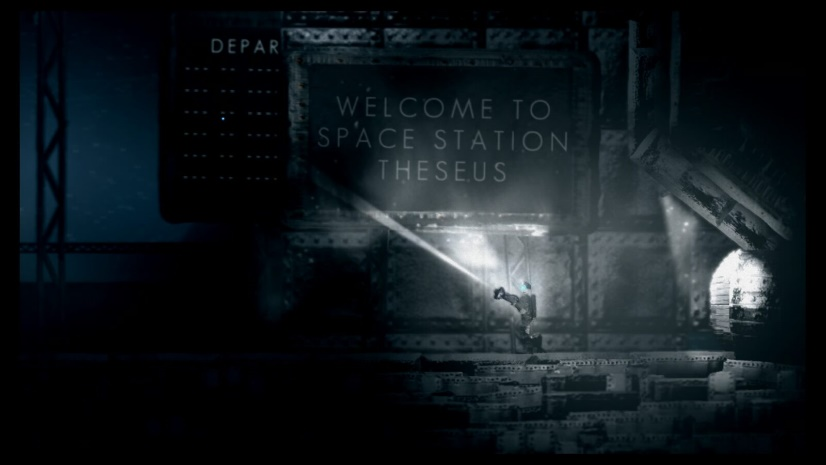 DEPAR
WELCOME TO
SPACE STATION
THESEUS